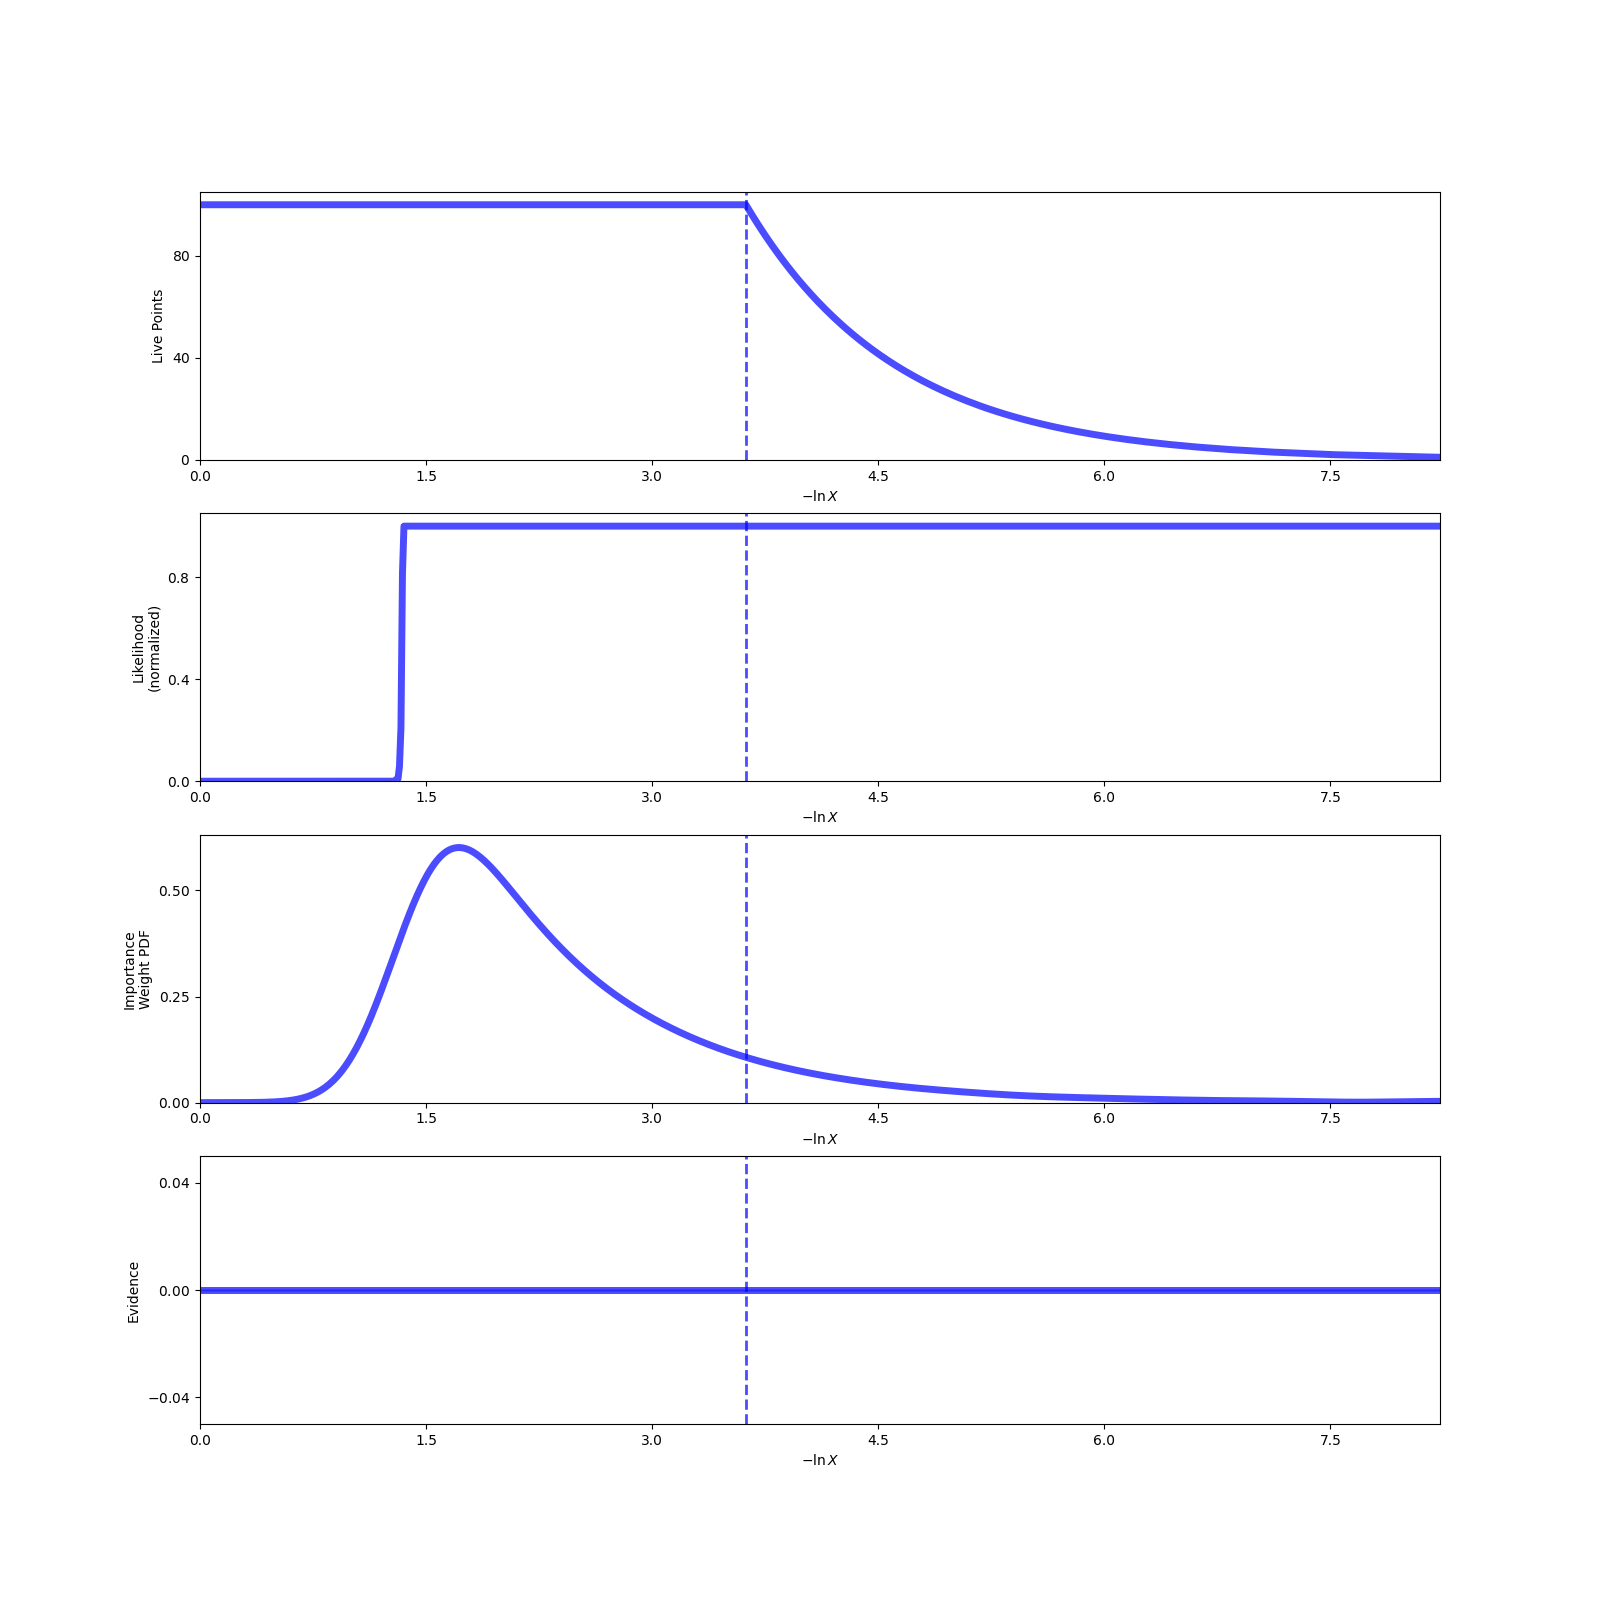 80
40
0
Live Points
0.0 1.5 3.0 4.5 6.0 7.5
−ln X
0.8
0.4
0.0
Likelihood
(normalized)
0.0 1.5 3.0 4.5 6.0 7.5
−ln X
0.50
0.25
0.00
Importance
Weight PDF
0.0 1.5 3.0 4.5 6.0 7.5
−ln X
0.04
0.00
−0.04
Evidence
0.0 1.5 3.0 4.5 6.0 7.5
−ln X